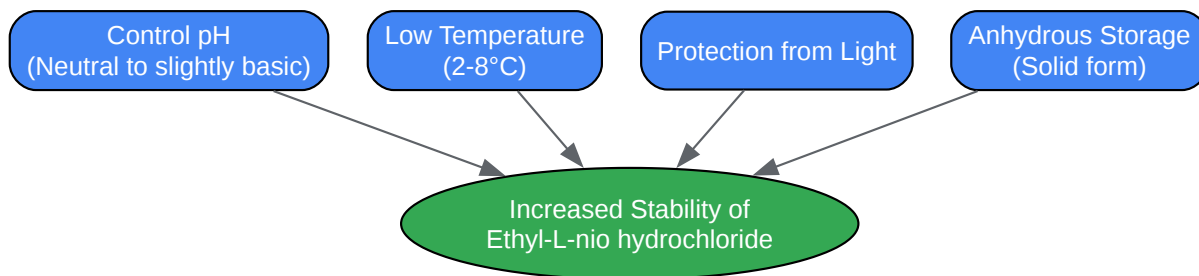 Control pH
(Neutral to slightly basic)
Low Temperature
(2-8°C)
Protection from Light
Anhydrous Storage
(Solid form)
Increased Stability of
Ethyl-L-nio hydrochloride